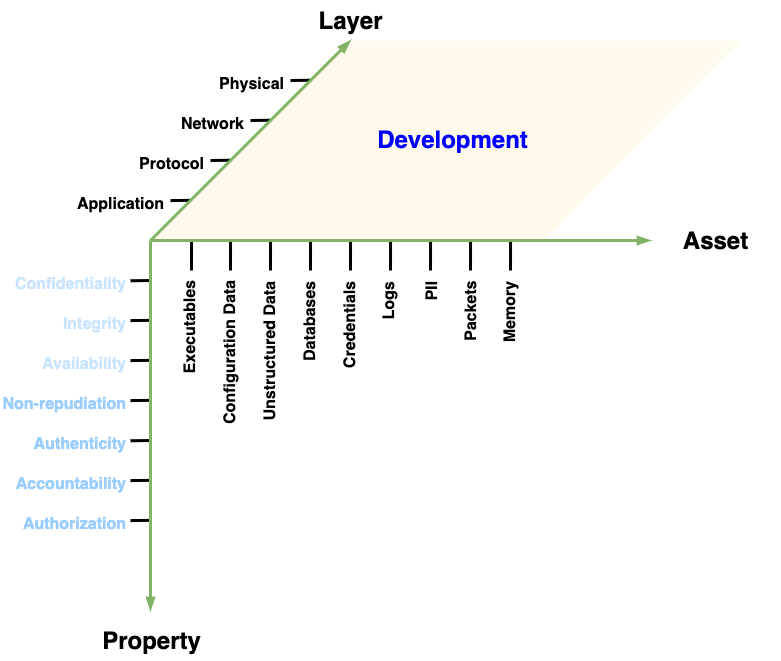 Layer
Physical
Network
Development
Protocol
Application
Asset
Confidentiality
Integrity
Availability
Non-repudiation
Authenticity
Accountability
Authorization
Executables
Configuration Data
Unstructured Data
Databases
Credentials
Logs
PII
Packets
Memory
Property